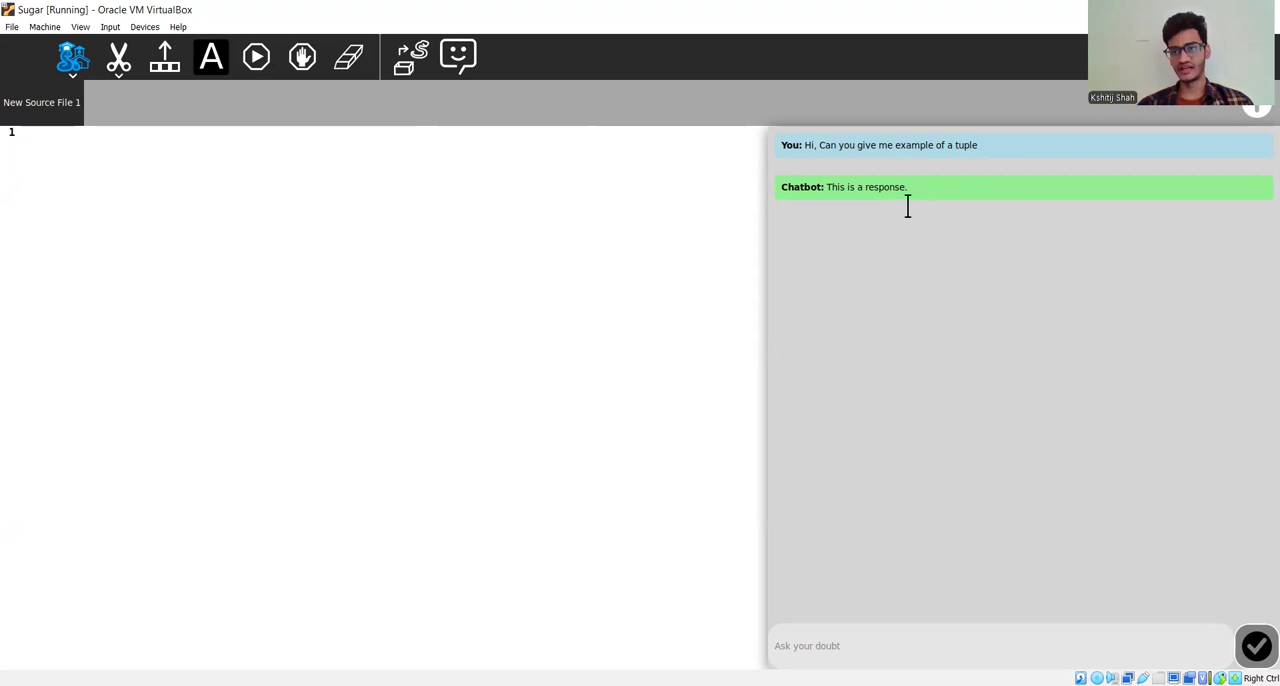 Sugar [Running] - Oracle VM VirtualBox
File Machine View Input Devices Help
A
Kshitij Shah
New Source File 1
1
You: Hi, Can you give me example of a tuple
Chatbot: This is a response.
Ask your doubt
Right Ctrl